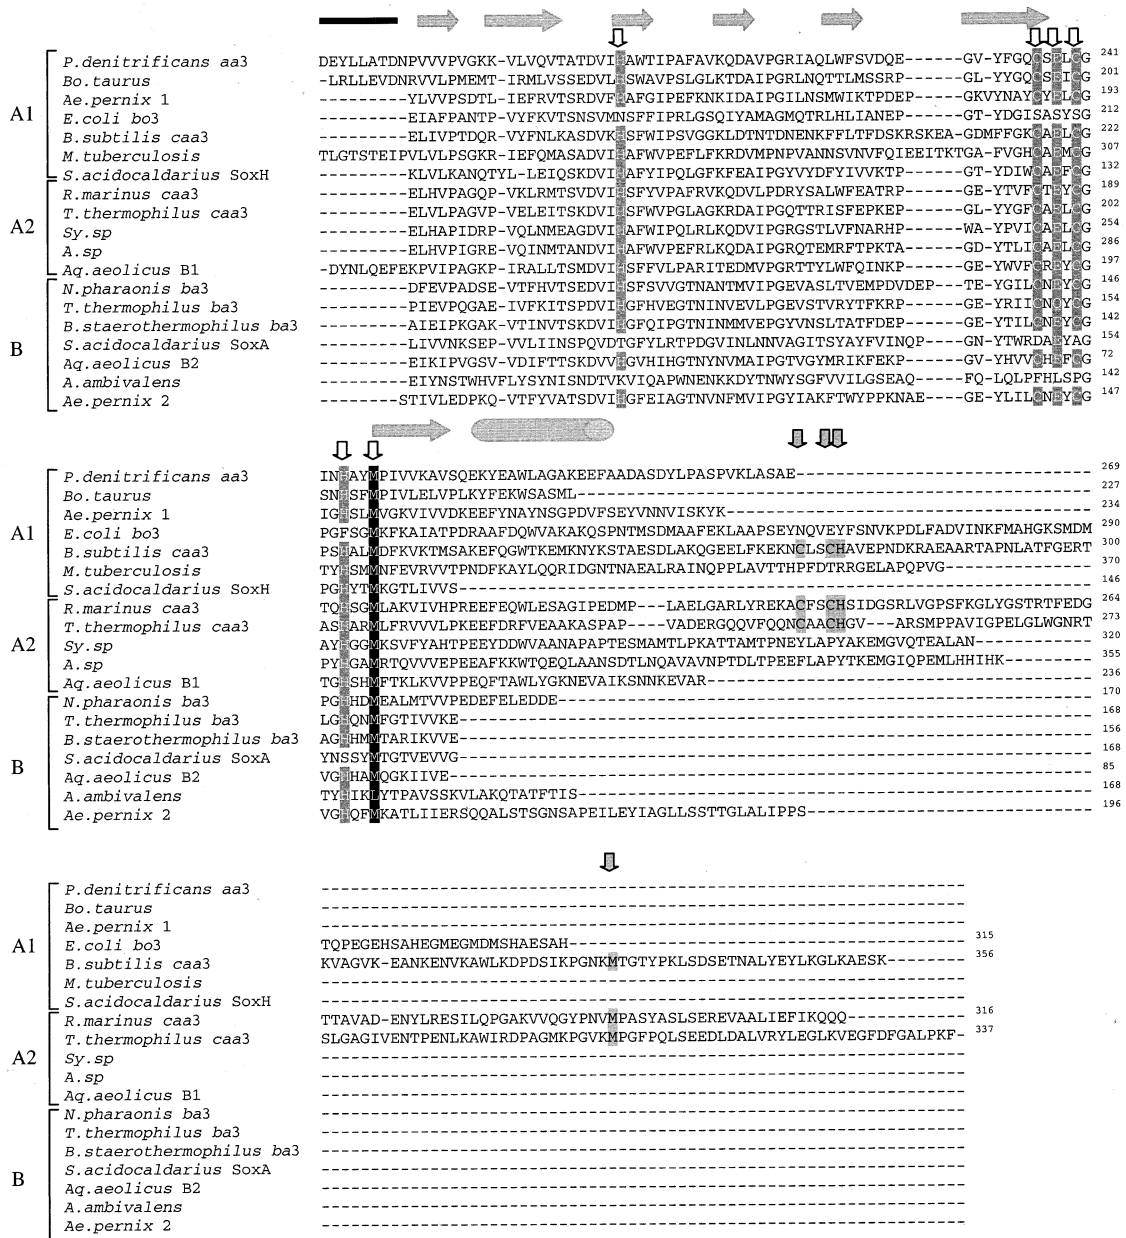 P.denitrificans aa3 DEYLLATDNPVVVPVGKK-VLVQVTATDVIHAWTIPAFAVKQDAVPGRIAQLWFSVDQE------GV-YFGQCSELCG 241
Bo.taurus -LRLLEVDNRVVLPMEMT-IRMLVSSEDVLHSWAVPSLGLKTDAIPGRLNQTTLMSSRP------GL-YYGQCSEICG 201
Ae.pernix 1 ---------YLVVPSDTL-IEFRVTSRDVFHAFGIPEFKNKIDAIPGILNSMWIKTPDEP-----GKVYNAYCYELCG 193
A1
E.coli bo3 ---------EIAFPANTP-VYFKVTSNSVMNSFFIPRLGSQIYAMAGMQTRLHLIANEP------GT-YDGISASYSG 212
B.subtilis caa3 ---------ELIVPTDQR-VYFNLKASDVKHSFWIPSVGGKLDTNTDNENKFFLTFDSKRSKEA-GDMFFGKCAELCG 222
M.tuberculosis TLGTSTEIPVLVLPSGKR-IEFQMASADVIHAFWVPEFLFKRDVMPNPVANNSVNVFQIEEITKTGA-FVGHCAEMCG 307
S.acidocaldarius SoxH ---------KLVLKANQTYL-LEIQSKDVIHAFYIPQLGFKFEAIPGYVYDFYIVVKTP------GT-YDIWCAEFCG 132
R.marinus caa3 ---------ELHVPAGQP-VKLRMTSVDVIHSFYVPAFRVKQDVLPDRYSALWFEATRP------GE-YTVFCTEYCG 189
T.thermophilus caa3 ---------ELVLPAGVP-VELEITSKDVIHSFWVPGLAGKRDAIPGQTTRISFEPKEP------GL-YYGFCAELCG 202
A2
Sy.sp ---------ELHAPIDRP-VQLNMEAGDVIHAFWIPQLRLKQDVIPGRGSTLVFNARHP------WA-YPVICAELCG 254
A.sp ---------ELHVPIGRE-VQINMTANDVIHAFWVPEFRLKQDAIPGRQTEMRFTPKTA------GD-YTLICAELCG 286
Aq.aeolicus B1 -DYNLQEFEKPVIPAGKP-IRALLTSMDVIHSFFVLPARITEDMVPGRTTYLWFQINKP------GE-YWVFCREYCG 197
N.pharaonis ba3 ---------DFEVPADSE-VTFHVTSEDVIHSFSVVGTNANTMVIPGEVASLTVEMPDVDEP---TE-YGILCNEYCG 146
T.thermophilus ba3 ---------PIEVPQGAE-IVFKITSPDVIHGFHVEGTNINVEVLPGEVSTVRYTFKRP------GE-YRIICNQYCG 154
B.staerothermophilus ba3 ---------AIEIPKGAK-VTINVTSKDVIHGFQIPGTNINMMVEPGYVNSLTATFDEP------GE-YTILCNEYCG 142
B
S.acidocaldarius SoxA ---------LIVVNKSEP-VVLIINSPQVDTGFYLRTPDGVINLNNVVAGITSYAYFVINQP---GN-YTWRDAEYAG 154
Aq.aeolicus B2 ---------EIKIPVGSV-VDIFTTSKDVVHGVHIHGTNYNVMAIPGTVGYMRIKFEKP------GV-YHVVCHEFCG 72
A.ambivalens ---------EIYNSTWHVFLYSYNISNDTVKVIQAPWNENKKDYTNWYSGFVVILGSEAQ-----FQ-LQLPFHLSPG 142
Ae.pernix 2 --------STIVLEDPKQ-VTFYVATSDVIHGFEIAGTNVNFMVIPGYIAKFTWYPPKNAE----GE-YLILCNEYCG 147
P.denitrificans aa3 INHAYMPIVVKAVSQEKYEAWLAGAKEEFAADASDYLPASPVKLASAE------------------------------ 269
Bo.taurus SNHSFMPIVLELVPLKYFEKWSASML---------------------------------------------------- 227
Ae.pernix 1 IGHSLMVGKVIVVDKEEFYNAYNSGPDVFSEYVNNVISKYK------------------------------------- 234
A1
E.coli bo3 PGFSGMKFKAIATPDRAAFDQWVAKAKQSPNTMSDMAAFEKLAAPSEYNQVEYFSNVKPDLFADVINKFMAHGKSMDM 290
B.subtilis caa3 PSHALMDFKVKTMSAKEFQGWTKEMKNYKSTAESDLAKQGEELFKEKNCLSCHAVEPNDKRAEAARTAPNLATFGERT 300
M.tuberculosis TYHSMMNFEVRVVTPNDFKAYLQQRIDGNTNAEALRAINQPPLAVTTHPFDTRRGELAPQPVG--------------- 370
S.acidocaldarius SoxH PGHYTMKGTLIVVS---------------------------------------------------------------- 146
R.marinus caa3 TQHSGMLAKVIVHPREEFEQWLESAGIPEDMP---LAELGARLYREKACFSCHSIDGSRLVGPSFKGLYGSTRTFEDG 264
T.thermophilus caa3 ASHARMLFRVVVLPKEEFDRFVEAAKASPAP----VADERGQQVFQQNCAACHGV---ARSMPPAVIGPELGLWGNRT 273
A2
Sy.sp AYHGGMKSVFYAHTPEEYDDWVAANAPAPTESMAMTLPKATTAMTPNEYLAPYAKEMGVQTEALAN------------ 320
A.sp PYHGAMRTQVVVEPEEAFKKWTQEQLAANSDTLNQAVAVNPTDLTPEEFLAPYTKEMGIQPEMLHHIHK--------- 355
Aq.aeolicus B1 TGHSHMFTKLKVVPPEQFTAWLYGKNEVAIKSNNKEVAR--------------------------------------- 236
N.pharaonis ba3 PGHHDMEALMTVVPEDEFELEDDE------------------------------------------------------ 170
T.thermophilus ba3 LGHQNMFGTIVVKE---------------------------------------------------------------- 168
B.staerothermophilus ba3 AGHHMMTARIKVVE---------------------------------------------------------------- 156
S.acidocaldarius SoxA YNSSYMTGTVEVVG---------------------------------------------------------------- 168
B
Aq.aeolicus B2 VGHHAMQGKIIVE----------------------------------------------------------------- 85
A.ambivalens TYHIKLYTPAVSSKVLAKQTATFTIS---------------------------------------------------- 168
Ae.pernix 2 VGHQFMKATLIIERSQQALSTSGNSAPEILEYIAGLLSSTTGLALIPPS----------------------------- 196
P.denitrificans aa3 -----------------------------------------------------------------
Bo.taurus -----------------------------------------------------------------
Ae.pernix 1 -----------------------------------------------------------------
A1
E.coli bo3 TQPEGEHSAHEGMEGMDMSHAESAH---------------------------------------- 315
B.subtilis caa3 KVAGVK-EANKENVKAWLKDPDSIKPGNKMTGTYPKLSDSETNALYEYLKGLKAESK-------- 356
M.tuberculosis -----------------------------------------------------------------
S.acidocaldarius SoxH -----------------------------------------------------------------
R.marinus caa3 TTAVAD-ENYLRESILQPGAKVVQGYPNVMPASYASLSEREVAALIEFIKQQQ------------ 316
T.thermophilus caa3 SLGAGIVENTPENLKAWIRDPAGMKPGVKMPGFPQLSEEDLDALVRYLEGLKVEGFDFGALPKF- 337
A2
Sy.sp -----------------------------------------------------------------
A.sp -----------------------------------------------------------------
Aq.aeolicus B1 -----------------------------------------------------------------
N.pharaonis ba3 -----------------------------------------------------------------
T.thermophilus ba3 -----------------------------------------------------------------
B.staerothermophilus ba3 -----------------------------------------------------------------
S.acidocaldarius SoxA -----------------------------------------------------------------
B
Aq.aeolicus B2 -----------------------------------------------------------------
A.ambivalens -----------------------------------------------------------------
Ae.pernix 2 -----------------------------------------------------------------